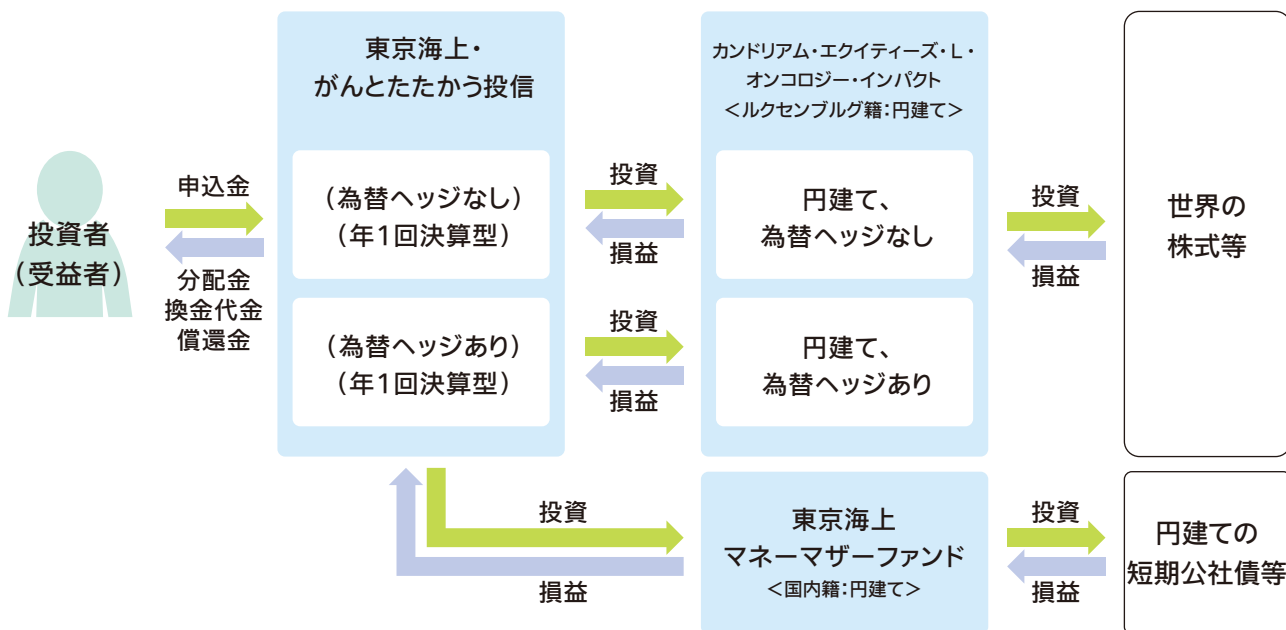 投資者
（受益者）
申込金
分配金
換金代金
償還金
東京海上・
がんとたたかう投信
（為替ヘッジなし）
（年1回決算型）
（為替ヘッジあり）
（年1回決算型）
投資
損益
投資
損益
カンドリアム・エクイティーズ・L・
オンコロジー・インパクト
＜ルクセンブルグ籍：円建て＞
円建て、
為替ヘッジなし
円建て、
為替ヘッジあり
投資
損益
世界の
株式等
投資
損益
東京海上
マネーマザーファンド
＜国内籍：円建て＞
投資
損益
円建ての
短期公社債等